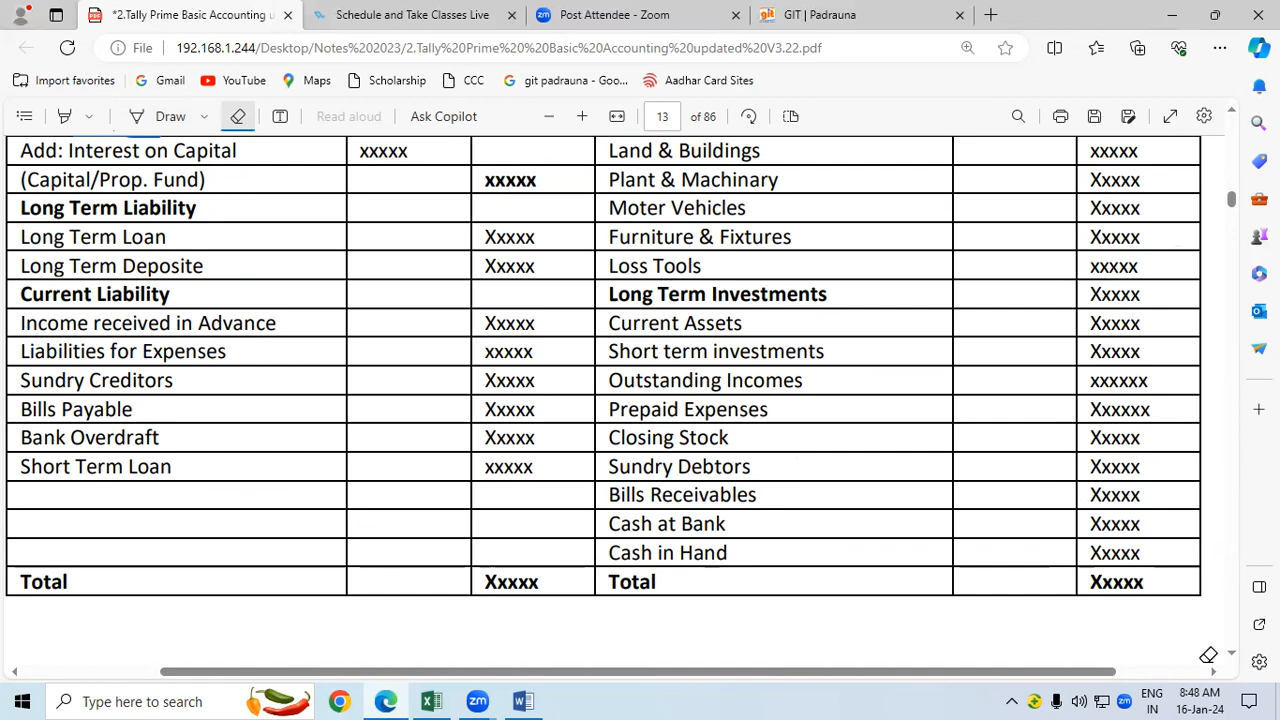 *2.Tally Prime Basic Accounting u
Schedule and Take Classes Live
Post Attendee - Zoom
GIT | Padrauna
File
192.168.1.244/Desktop/Notes%202023/2.Tally%20Prime%20%20Basic%20Accounting%20updated%20V3.22.pdf
Import favorites
Gmail
YouTube
Maps
Scholarship
CCC
git padrauna - Goo...
Aadhar Card Sites
Draw
Read aloud
Ask Copilot
13 of 86
Add: Interest on Capital xxxxx Land & Buildings xxxxx
(Capital/Prop. Fund) xxxxx Plant & Machinary Xxxxx
Long Term Liability Moter Vehicles Xxxxx
Long Term Loan Xxxxx Furniture & Fixtures Xxxxx
Long Term Deposite Xxxxx Loss Tools xxxxx
Current Liability Long Term Investments Xxxxx
Income received in Advance Xxxxx Current Assets Xxxxx
Liabilities for Expenses xxxxx Short term investments Xxxxx
Sundry Creditors Xxxxx Outstanding Incomes xxxxxx
Bills Payable Xxxxx Prepaid Expenses Xxxxxx
Bank Overdraft Xxxxx Closing Stock Xxxxx
Short Term Loan xxxxx Sundry Debtors Xxxxx
Bills Receivables Xxxxx
Cash at Bank Xxxxx
Cash in Hand Xxxxx
Total Xxxxx Total Xxxxx
Type here to search
ENG
IN
8:48 AM
16-Jan-24